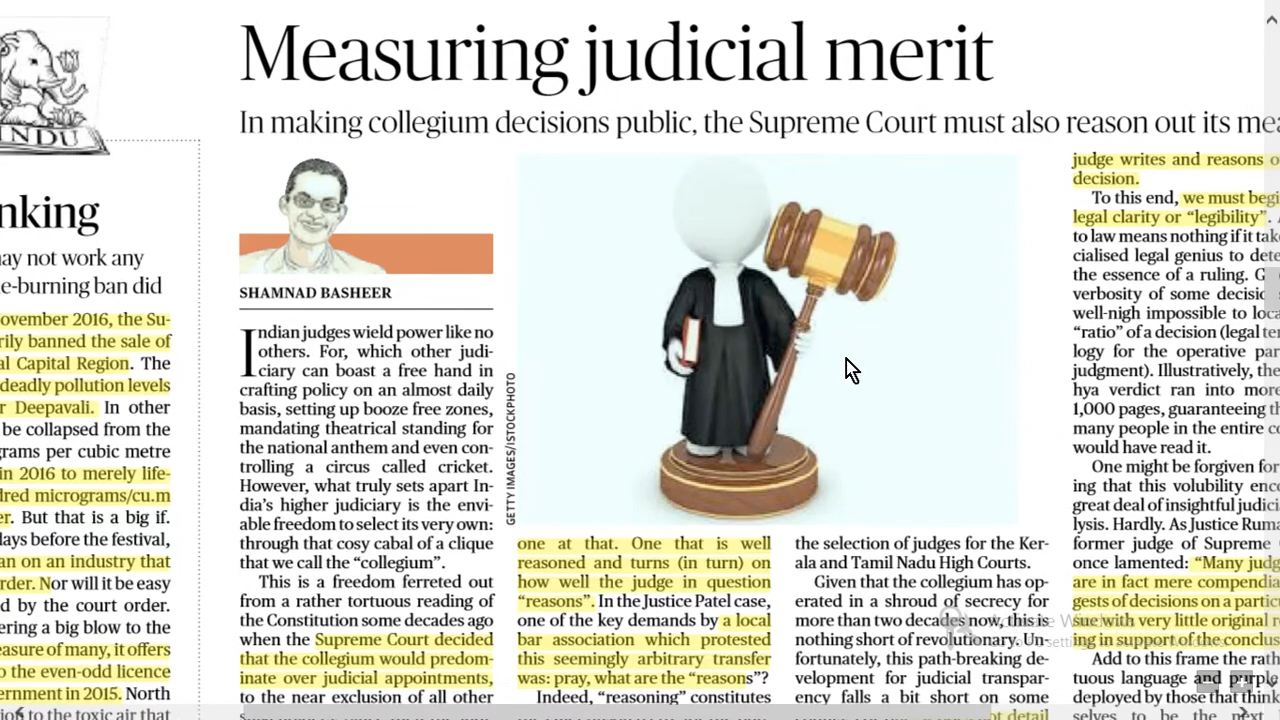 Measuring judicial merit
In making collegium decisions public, the Supreme Court must also reason out its me
INDU
nking
ay not work any
e-burning ban did
ovember 2016, the Su-
rily banned the sale of
al Capital Region. The
deadly pollution levels
r Deepavali. In other
be collapsed from the
grams per cubic metre
in 2016 to merely life-
dred micrograms/cu.m
er. But that is a big if.
days before the festival,
an on an industry that
rder. Nor will it be easy
d by the court order.
ering a big blow to the
easure of many, it offers
o the even-odd licence
ernment in 2015. North
ion to the toxic air that
SHAMNAD BASHEER
Indian judges wield power like no
others. For, which other judi-
ciary can boast a free hand in
crafting policy on an almost daily
basis, setting up booze free zones,
mandating theatrical standing for
the national anthem and even con-
trolling a circus called cricket.
However, what truly sets apart In-
dia's higher judiciary is the envi-
able freedom to select its very own:
through that cosy cabal of a clique
that we call the “collegium”.
This is a freedom ferreted out
from a rather tortuous reading of
the Constitution some decades ago
when the Supreme Court decided
that the collegium would predom-
inate over judicial appointments,
to the near exclusion of all other
GETTY IMAGES/ISTOCKPHOTO
one at that. One that is well
reasoned and turns (in turn) on
how well the judge in question
“reasons”. In the Justice Patel case,
one of the key demands by a local
bar association which protested
this seemingly arbitrary transfer
was: pray, what are the “reasons”?
Indeed, “reasoning” constitutes
the selection of judges for the Ker-
ala and Tamil Nadu High Courts.
Given that the collegium has op-
erated in a shroud of secrecy for
more than two decades now, this is
nothing short of revolutionary. Un-
fortunately, this path-breaking de-
velopment for judicial transpar-
ency falls a bit short on some
not detail
judge writes and reasons o
decision.
To this end, we must begi
legal clarity or “legibility”. A
to law means nothing if it tak
cialised legal genius to dete
the essence of a ruling. G
verbosity of some decisio
well-nigh impossible to loca
“ratio” of a decision (legal ter
logy for the operative par
judgment). Illustratively, the
hya verdict ran into more
1,000 pages, guaranteeing th
many people in the entire co
would have read it.
One might be forgiven for
ing that this volubility enc
great deal of insightful judici
lysis. Hardly. As Justice Ruma
former judge of Supreme C
once lamented: “Many judg
are in fact mere compendia
gests of decisions on a partic
sue with very little original r
ing in support of the conclus
Add to this frame the rath
tuous language and purple
deployed by those that think
selves to be the next